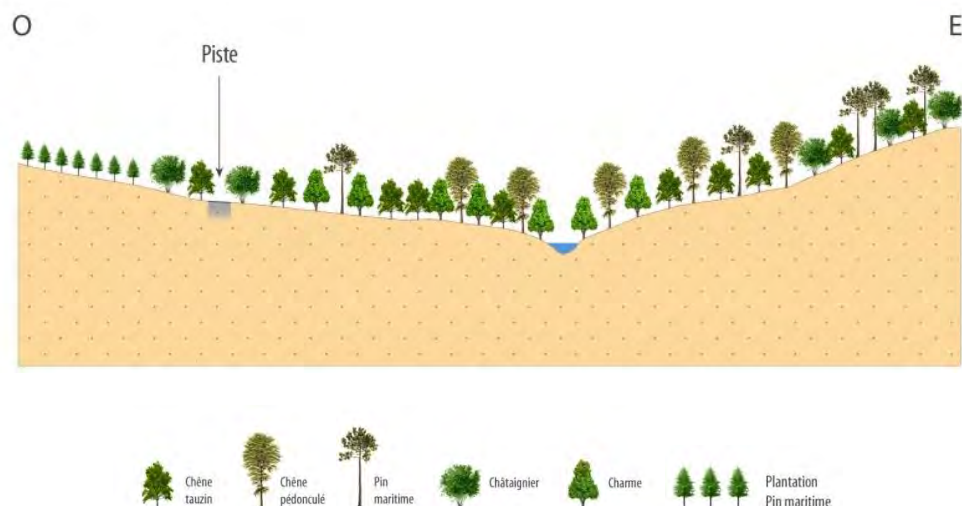 O
E
Piste
Chêne
tauzin
Chêne
pédonculé
Pin
maritime
Châtaignier
Charme
Plantation
Pin maritime